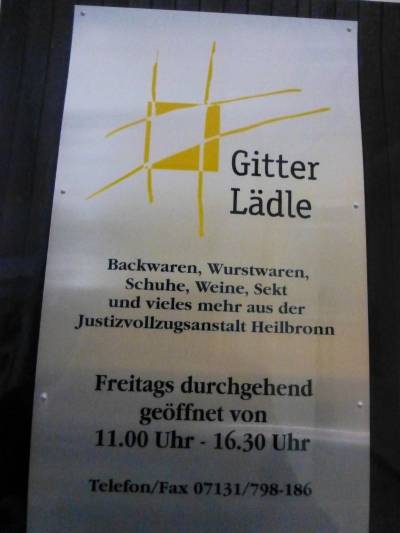 Gitter
Lädle
Backwaren, Wurstwaren,
Schuhe, Weine, Sekt
und vieles mehr aus der
Justizvollzugsanstalt Heilbronn
Freitags durchgehend
geöffnet von
11.00 Uhr - 16.30 Uhr
Telefon/Fax 07131/798-186